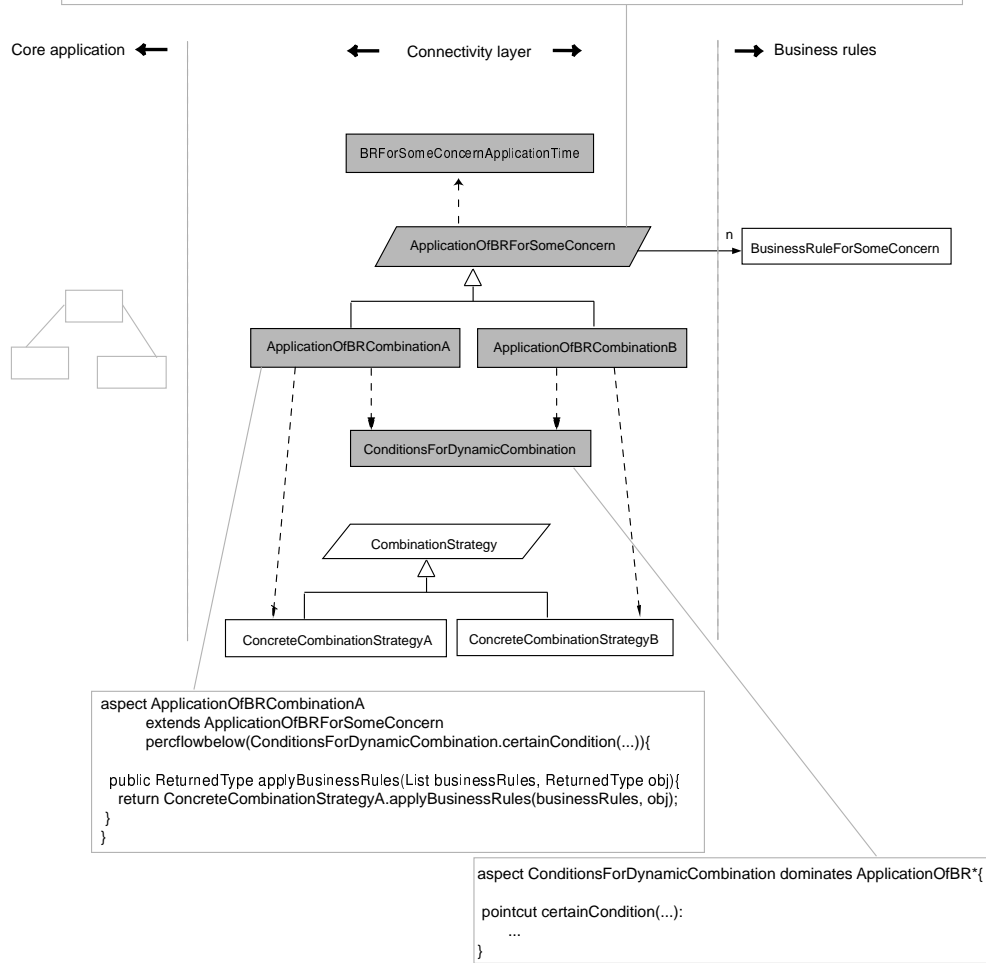 Core application
Connectivity layer
Business rules
BRForSomeConcernApplicationTime
ApplicationOfBRForSomeConcern
n
BusinessRuleForSomeConcern
ApplicationOfBRCombinationA
ApplicationOfBRCombinationB
ConditionsForDynamicCombination
CombinationStrategy
ConcreteCombinationStrategyA
ConcreteCombinationStrategyB
aspect ApplicationOfBRCombinationA
extends ApplicationOfBRForSomeConcern
percflowbelow(ConditionsForDynamicCombination.certainCondition(...)){
public ReturnedType applyBusinessRules(List businessRules, ReturnedType obj){
return ConcreteCombinationStrategyA.applyBusinessRules(businessRules, obj);
}
}
aspect ConditionsForDynamicCombination dominates ApplicationOfBR*{
pointcut certainCondition(...):
...
}